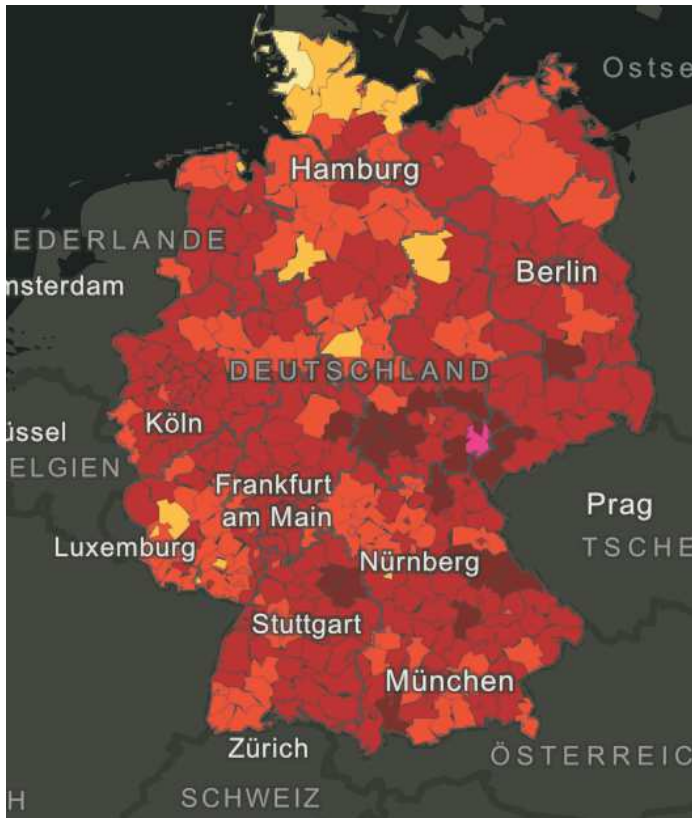 Ostse
Hamburg
EDERLANDE
Berlin
msterdam
DEUTSCHLAND
Köln
üssel
ELGIEN
Frankfurt
am Main
Prag
Luxemburg
TSCHE
Nürnberg
Stuttgart
München
Zürich
ÖSTERREIC
SCHWEIZ
H